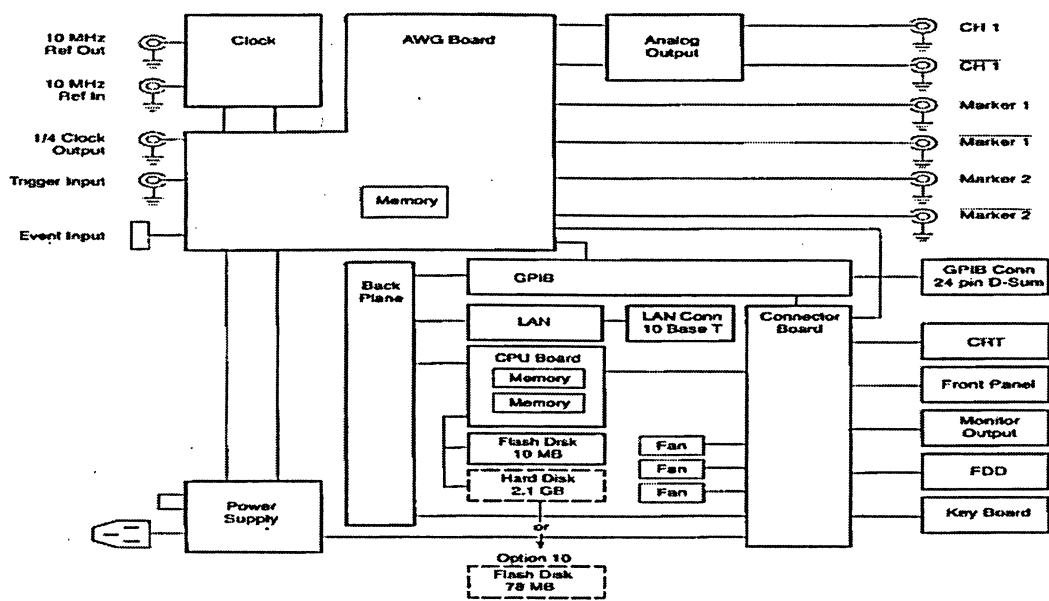 10 MHz
Ref Out
Clock
AWG Board
Analog
Output
CH 1
CH 1
10 MHz
Ref In
Marker 1
1/4 Clock
Output
Marker 1
Trigger Input
Memory
Marker 2
Event Input
Marker 2
Back
Plane
GPIB
GPIB Conn
24 pin D-Sum
LAN
LAN Conn
10 Base T
Connector
Board
CPU Board
Memory
Memory
CRT
Front Panel
Flash Disk
10 MB
Fan
Fan
Fan
Monitor
Output
Hard Disk
2.1 GB
FDD
Power
Supply
or
Key Board
Option 10
Flash Disk
78 MB